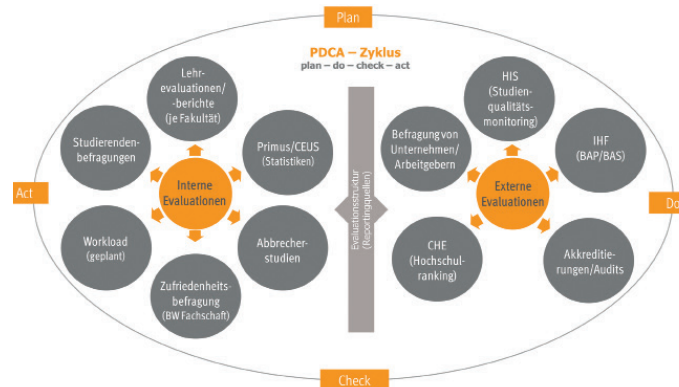 Plan
PDCA – Zyklus
plan – do – check – act
Lehr-
evaluationen/
-berichte
(je Fakultät)
Studierenden-
befragungen
Primus/CEUS
(Statistiken)
Interne
Evaluationen
Workload
(geplant)
Abbrecher-
studien
Zufriedenheits-
befragung
(BW Fachschaft)
Evaluationsstruktur
(Reportingquellen)
HIS
(Studien-
qualitäts-
monitoring)
Befragung von
Unternehmen/
Arbeitgebern
IHF
(BAP/BAS)
Externe
Evaluationen
CHE
(Hochschul-
ranking)
Akkreditie-
rungen/Audits
Act
Do
Check